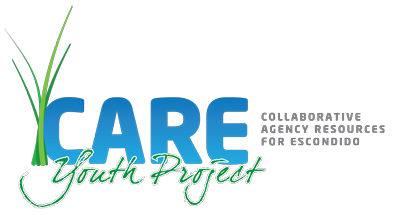 CARE
Youth Project
COLLABORATIVE
AGENCY RESOURCES
FOR ESCONDIDO